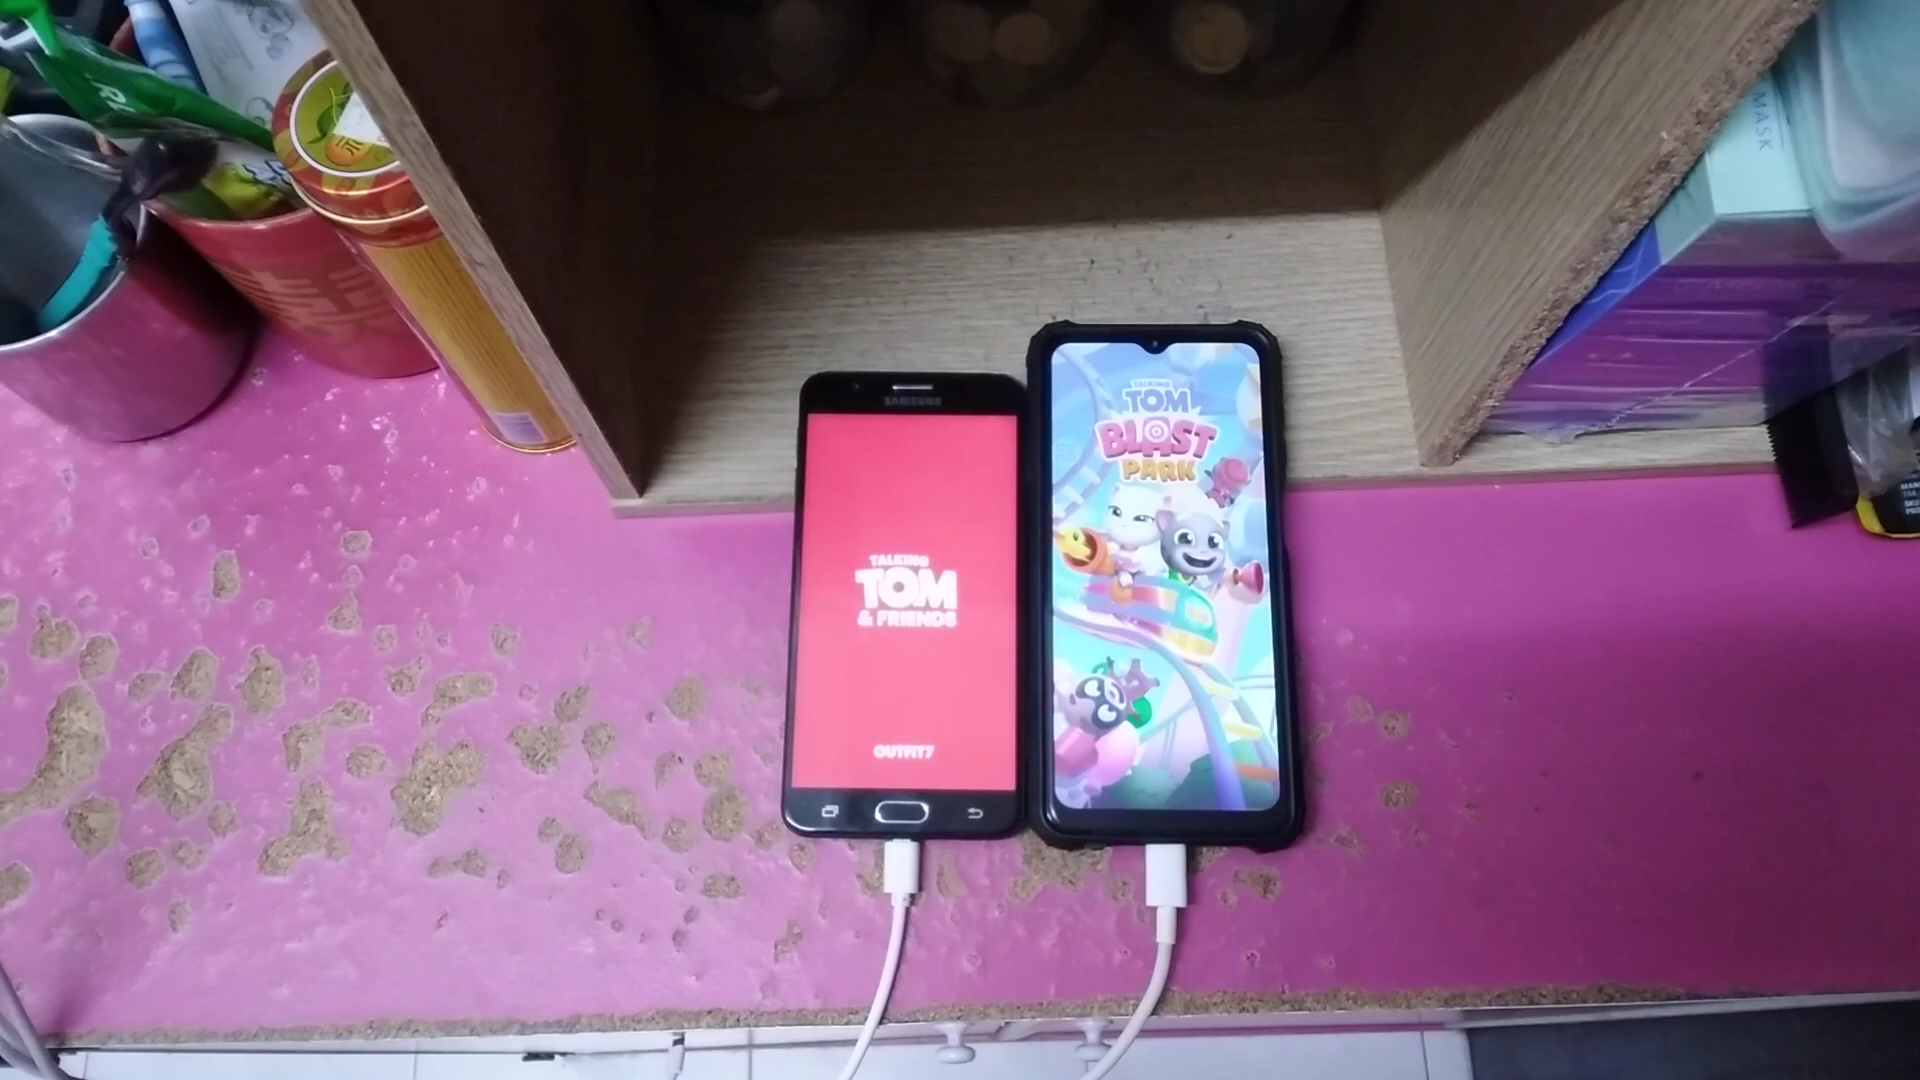 MASK
SAMSUNG
TALKING
TOM
& FRIENDS
OUTFIT7
TALKING
TOM
BLAST
PARK